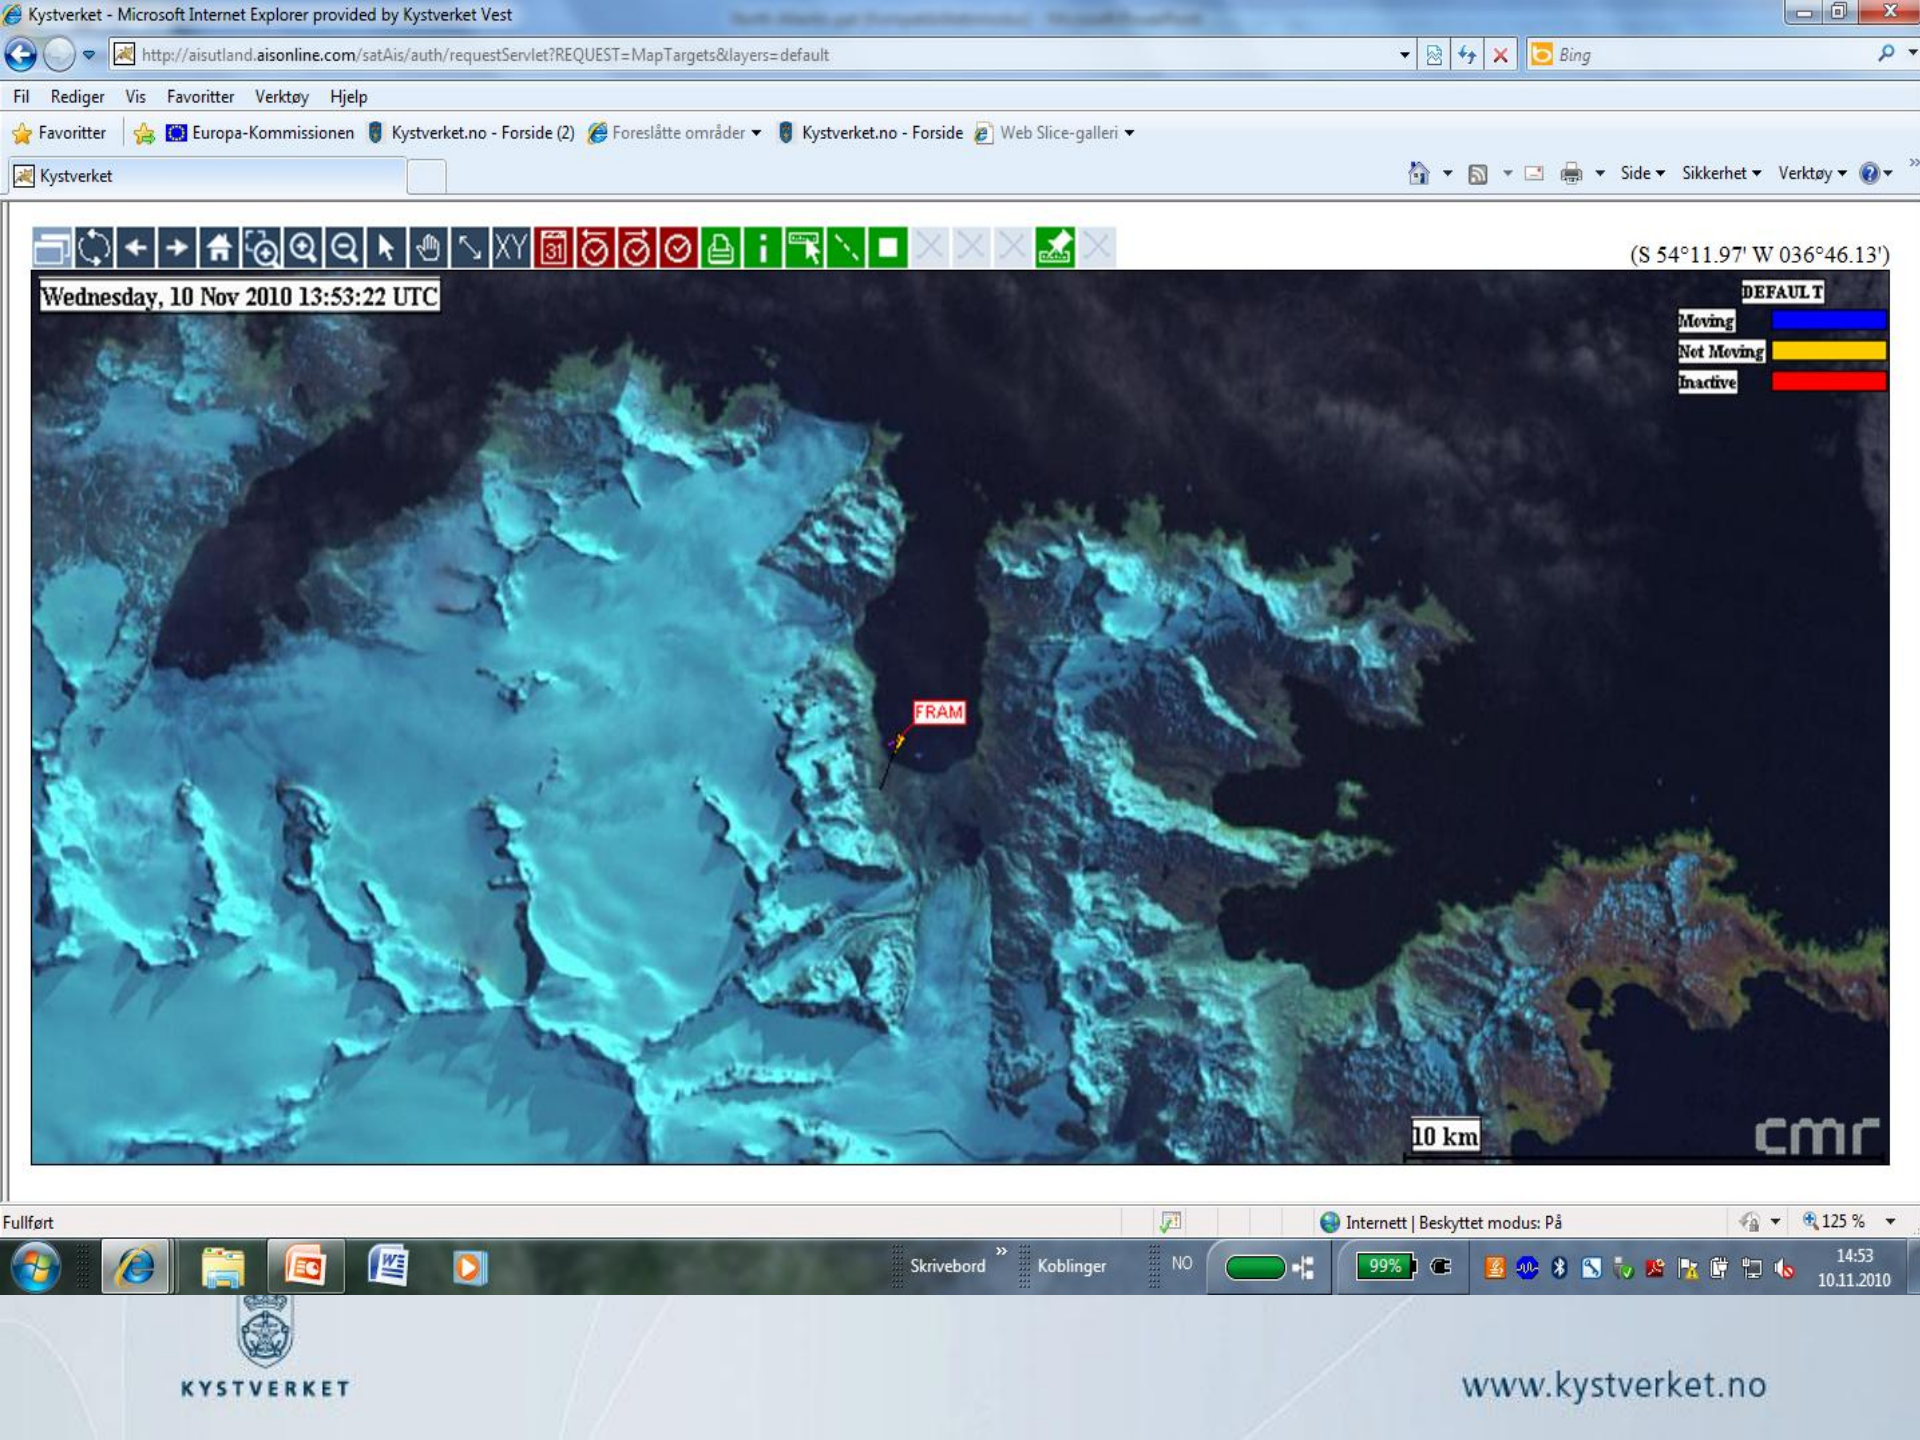 Kystverket - Microsoft Internet Explorer provided by Kystverket Vest
http://aisutland.aisonline.com/satAis/auth/requestServlet?REQUEST=MapTargets&layers=default
Bing
Fil Rediger Vis Favoritter Verktøy Hjelp
Favoritter Europa-Kommissionen Kystverket.no - Forside (2) Foreslåtte områder Kystverket.no - Forside Web Slice-galleri
Kystverket
Side Sikkerhet Verktøy
XY 31
(S 54°11.97' W 036°46.13')
Wednesday, 10 Nov 2010 13:53:22 UTC
DEFAULT
Moving
Not Moving
Inactive
FRAM
10 km
cmr
Fullført
Internett | Beskyttet modus: På
125 %
Skrivebord
Koblinger
NO
99%
14:53
10.11.2010
KYSTVERKET
www.kystverket.no